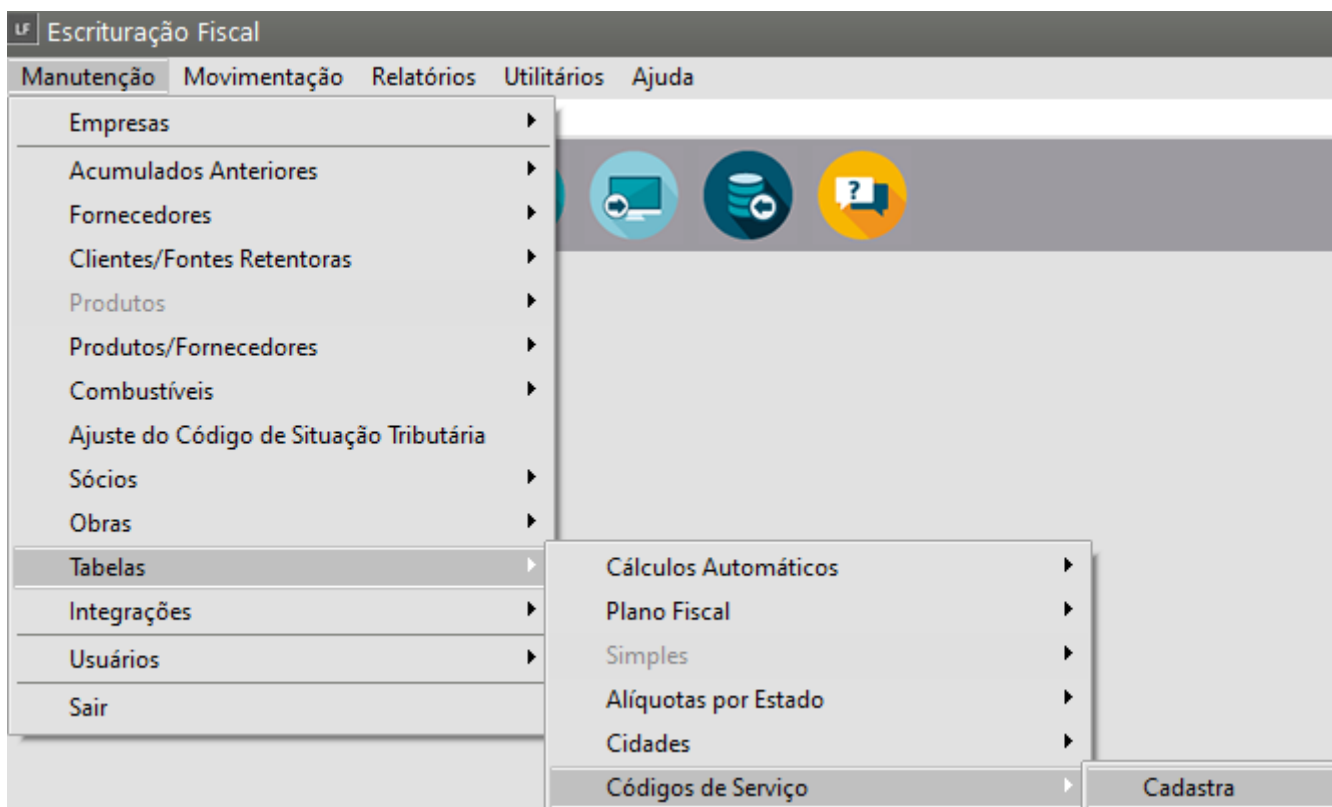 LF Escrituração Fiscal
Manutenção Movimentação Relatórios Utilitários Ajuda
Empresas
Acumulados Anteriores
Fornecedores
Clientes/Fontes Retentoras
Produtos
Produtos/Fornecedores
Combustíveis
Ajuste do Código de Situação Tributária
Sócios
Obras
Tabelas
Integrações
Usuários
Sair
Cálculos Automáticos
Plano Fiscal
Simples
Alíquotas por Estado
Cidades
Códigos de Serviço
Cadastra
?